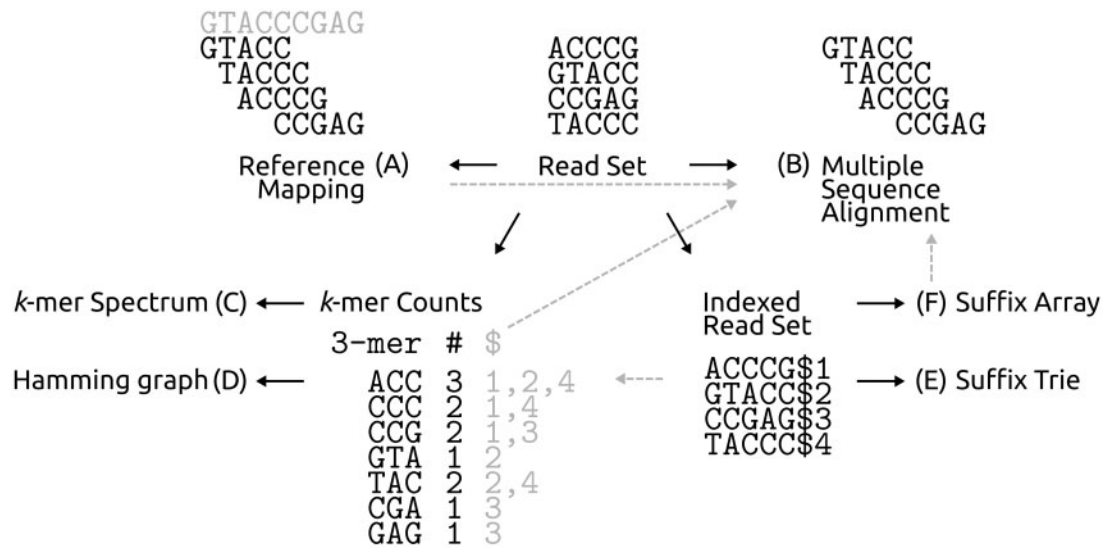 GTACCCGAG
GTACC
TACCC
ACCCG
CCGAG
Reference (A)
Mapping
ACCCG
GTACC
CCGAG
TACCC
Read Set
GTACC
TACCC
ACCCG
CCGAG
(B) Multiple
Sequence
Alignment
k-mer Spectrum (C)
Hamming graph (D)
k-mer Counts
3-mer # $
ACC 3 1,2,4
CCC 2 1,4
CCG 2 1,3
GTA 1 2
TAC 2 2,4
CGA 1 3
GAG 1 3
Indexed
Read Set
ACCCG$1
GTACC$2
CCGAG$3
TACCC$4
(F) Suffix Array
(E) Suffix Trie